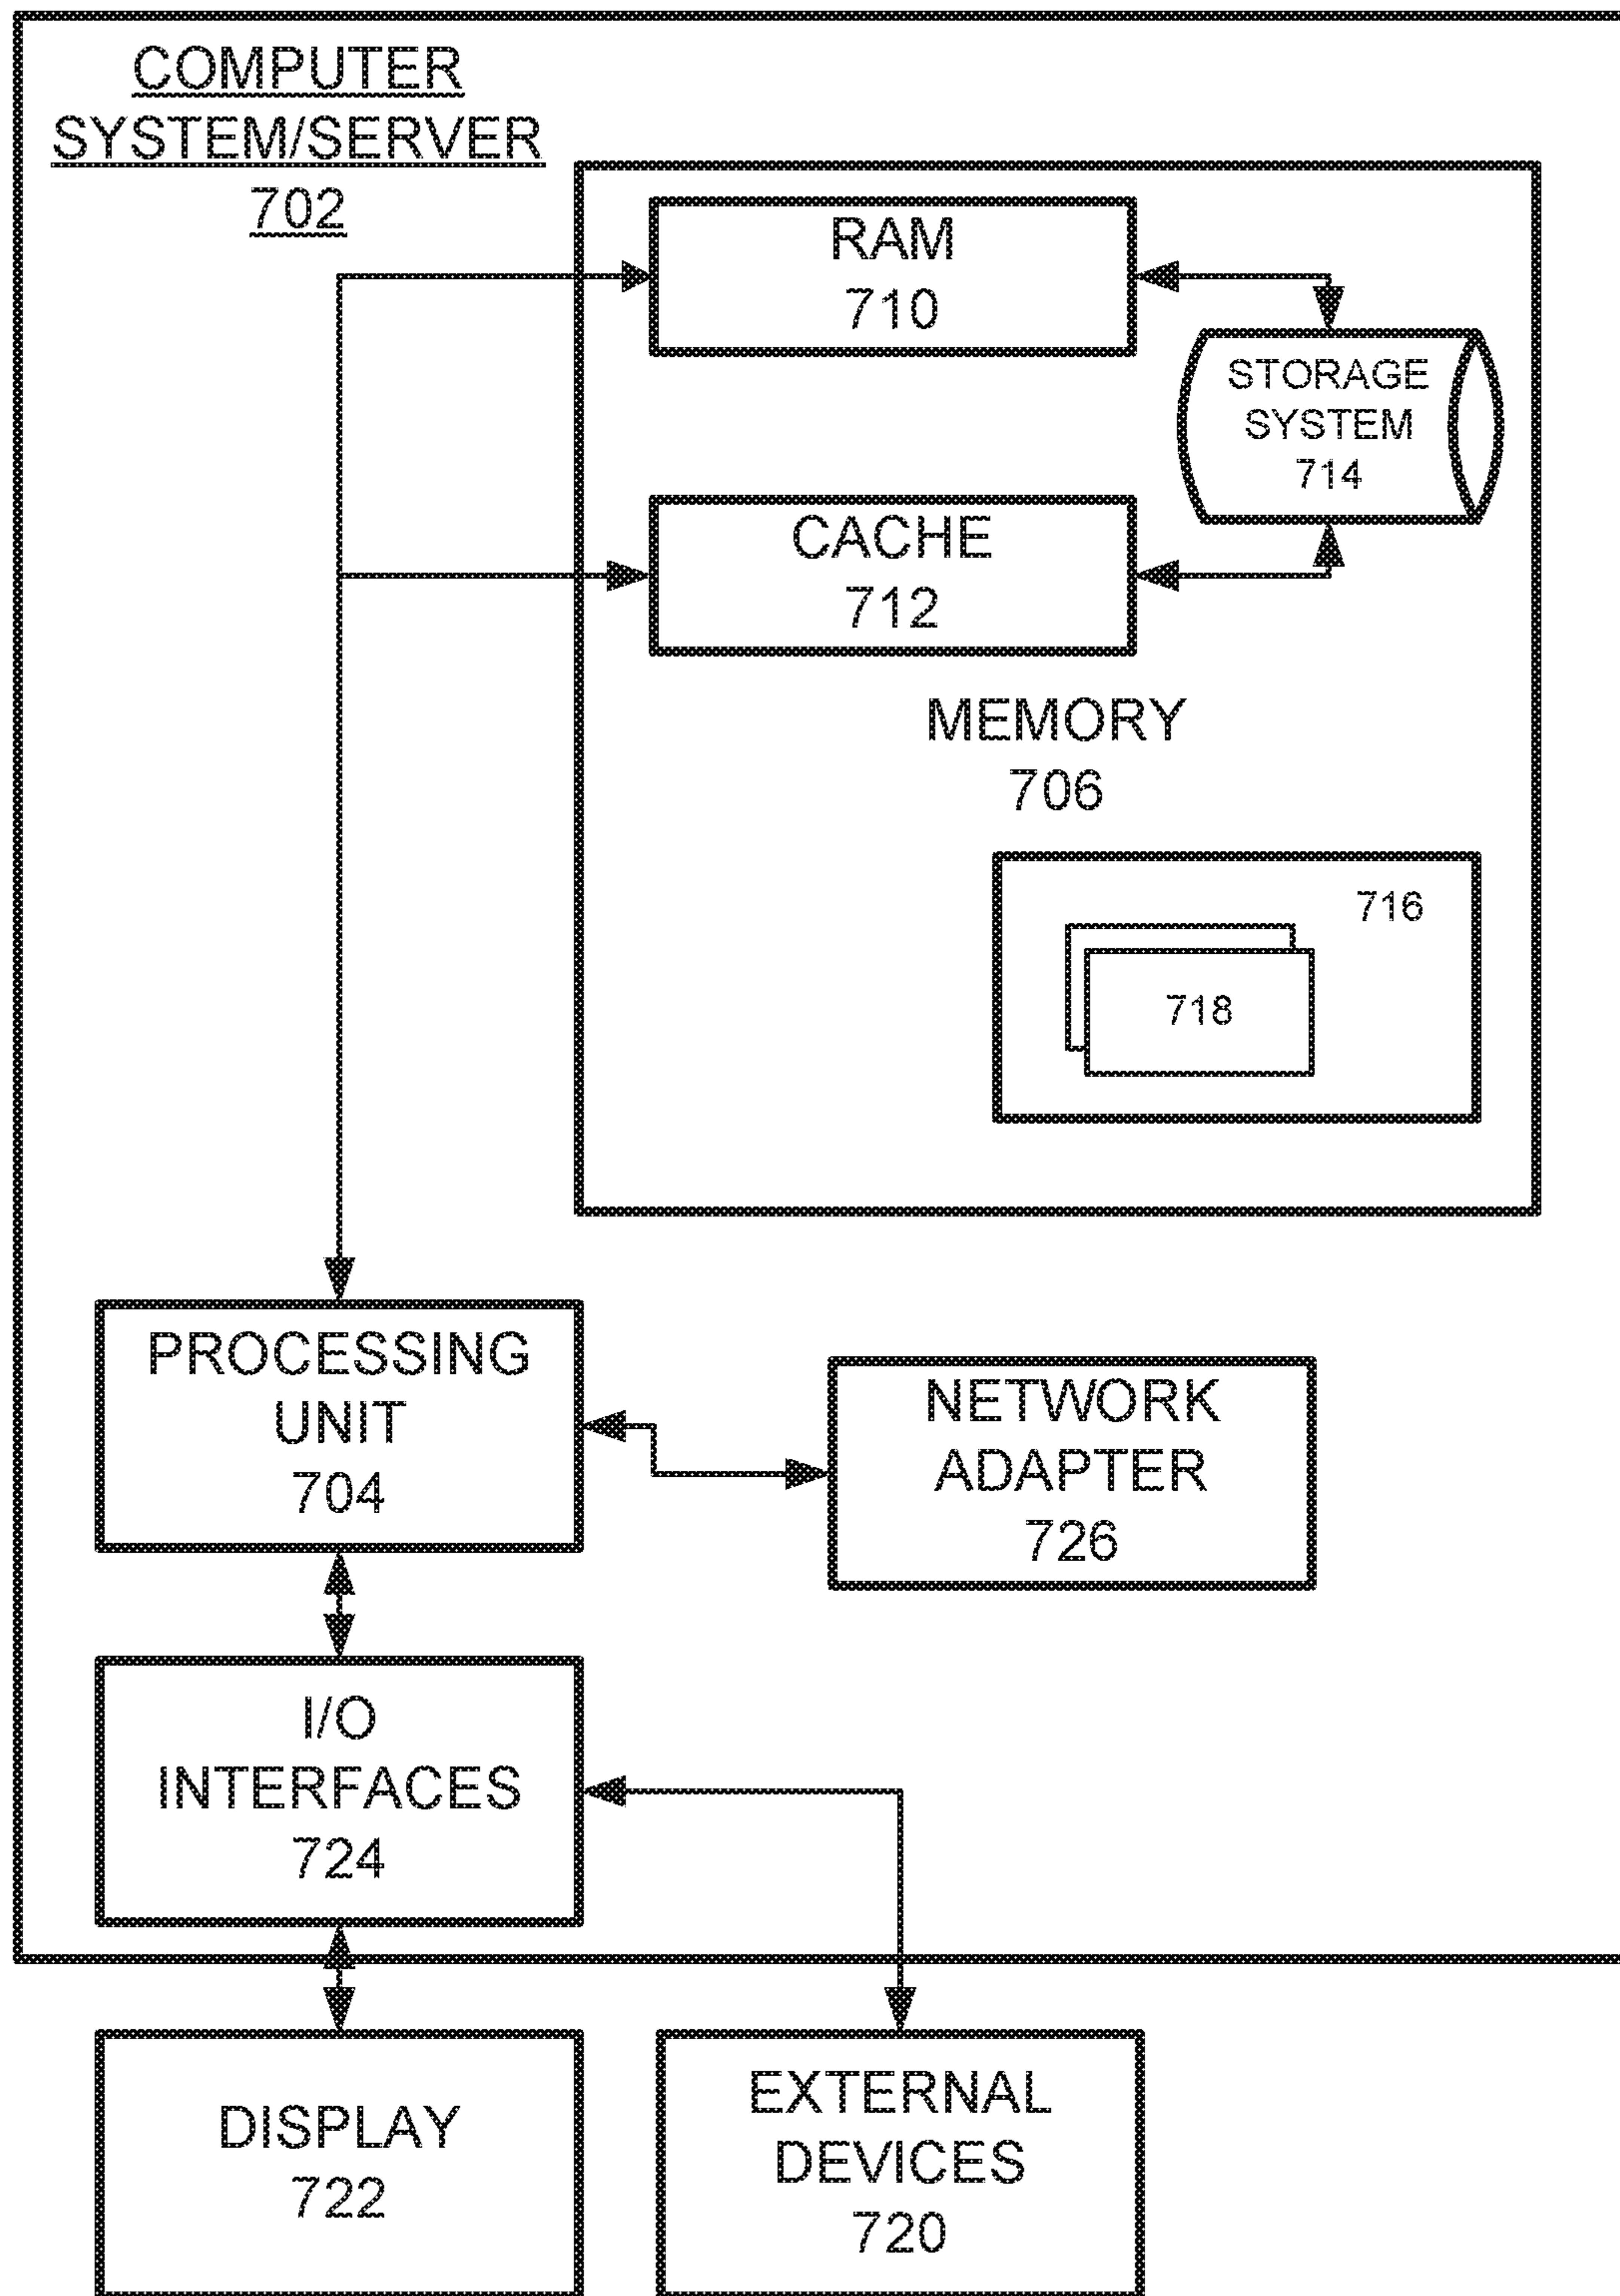 COMPUTER
SYSTEM/SERVER
702
RAM
710
STORAGE
SYSTEM
714
CACHE
712
MEMORY
706
716
718
PROCESSING
UNIT
704
NETWORK
ADAPTER
726
I/O
INTERFACES
724
DISPLAY
722
EXTERNAL
DEVICES
720